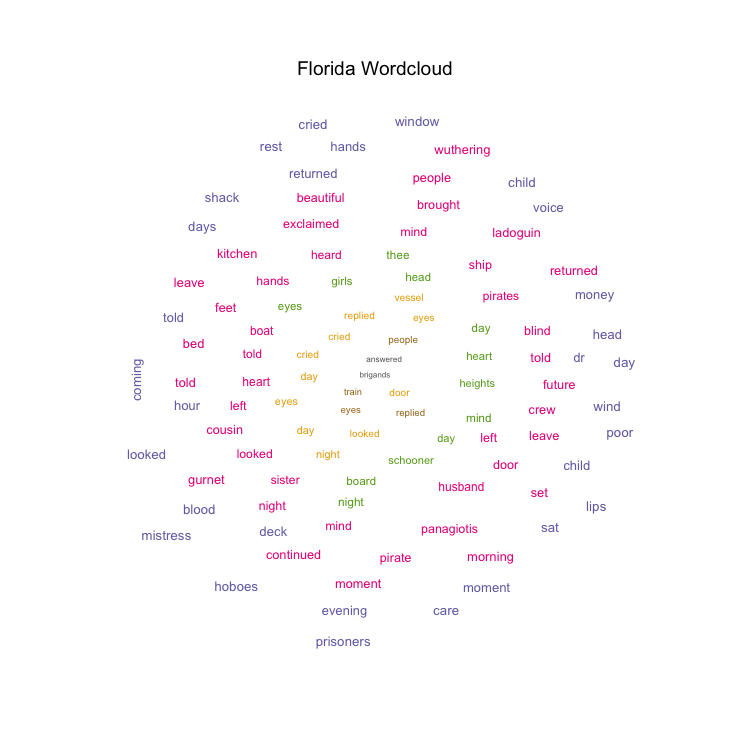 Florida Wordcloud
window
cried
rest
hands
wuthering
returned
people
child
shack
beautiful
brought
voice
days
exclaimed
mind
ladoguin
kitchen
heard
thee
ship
returned
leave
hands
girls
head
pirates
money
vessel
told
feet
eyes
replied
eyes
boat
cried
people
day
blind
head
bed
told
cried
answered
heart
told
dr
day
coming
told
heart
day
brigands
heights
future
train
door
hour
left
eyes
eyes
replied
mind
crew
wind
cousin
day
looked
day
left
leave
poor
looked
looked
night
schooner
door
child
gurnet
sister
board
husband
set
blood
night
night
lips
mistress
deck
mind
panagiotis
sat
continued
pirate
morning
hoboes
moment
moment
evening
care
prisoners